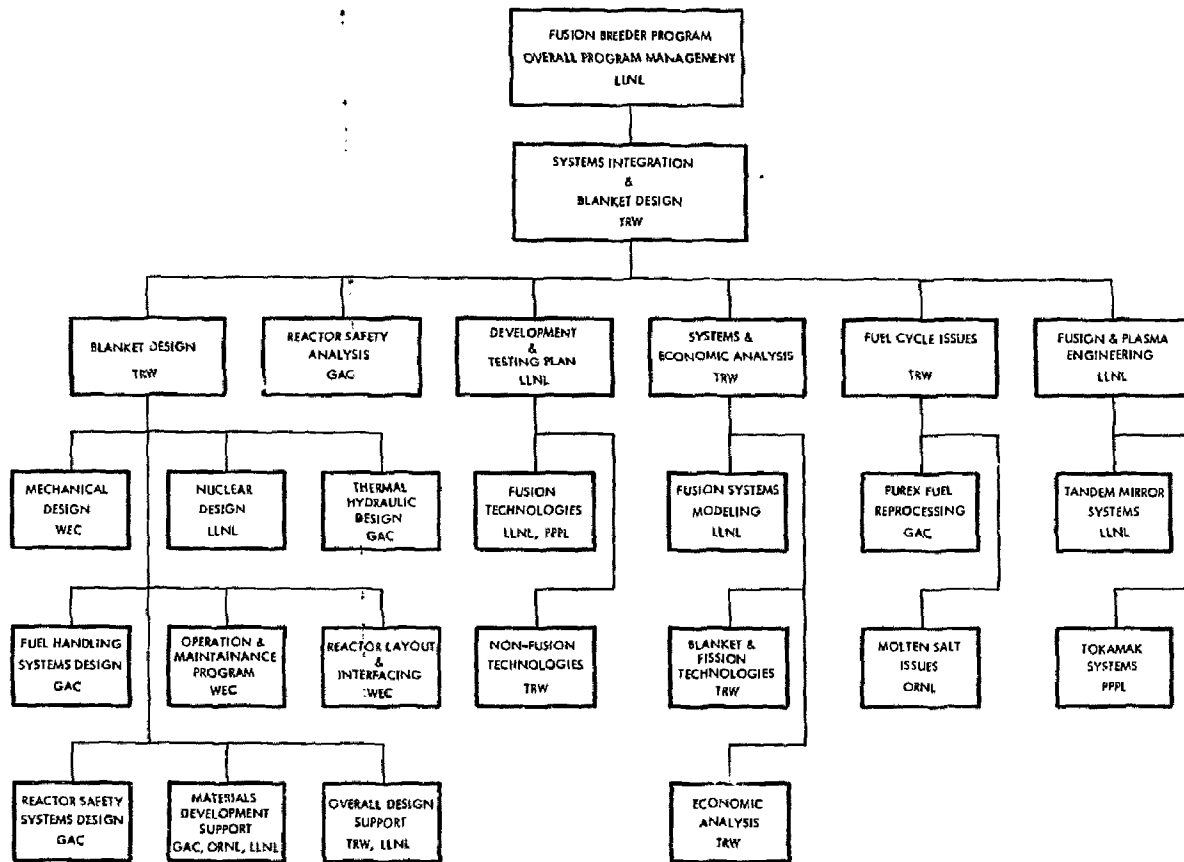 FUSION BREEDER PROGRAM
OVERALL PROGRAM MANAGEMENT
LLNL
SYSTEMS INTEGRATION
&
BLANKET DESIGN
TRW
BLANKET DESIGN
TRW
REACTOR SAFETY
ANALYSIS
GAC
DEVELOPMENT
&
TESTING PLAN
LLNL
SYSTEMS &
ECONOMIC ANALYSIS
TRW
FUEL CYCLE ISSUES
TRW
FUSION & PLASMA
ENGINEERING
LLNL
MECHANICAL
DESIGN
WEC
NUCLEAR
DESIGN
LLNL
THERMAL
HYDRAULIC
DESIGN
GAC
FUSION
TECHNOLOGIES
LLNL, PPPL
FUSION SYSTEMS
MODELING
LLNL
PUREX FUEL
REPROCESSING
GAC
TANDEM MIRROR
SYSTEMS
LLNL
FUEL HANDLING
SYSTEMS DESIGN
GAC
OPERATION &
MAINTAINANCE
PROGRAM
WEC
REACTOR LAYOUT
&
INTERFACING
WEC
NON-FUSION
TECHNOLOGIES
TRW
BLANKET &
FISSION
TECHNOLOGIES
TRW
MOLTEN SALT
ISSUES
ORNL
TOKAMAK
SYSTEMS
PPPL
REACTOR SAFETY
SYSTEMS DESIGN
GAC
MATERIALS
DEVELOPMENT
SUPPORT
GAC, ORNL, LLNL
OVERALL DESIGN
SUPPORT
TRW, LLNL
ECONOMIC
ANALYSIS
TRW